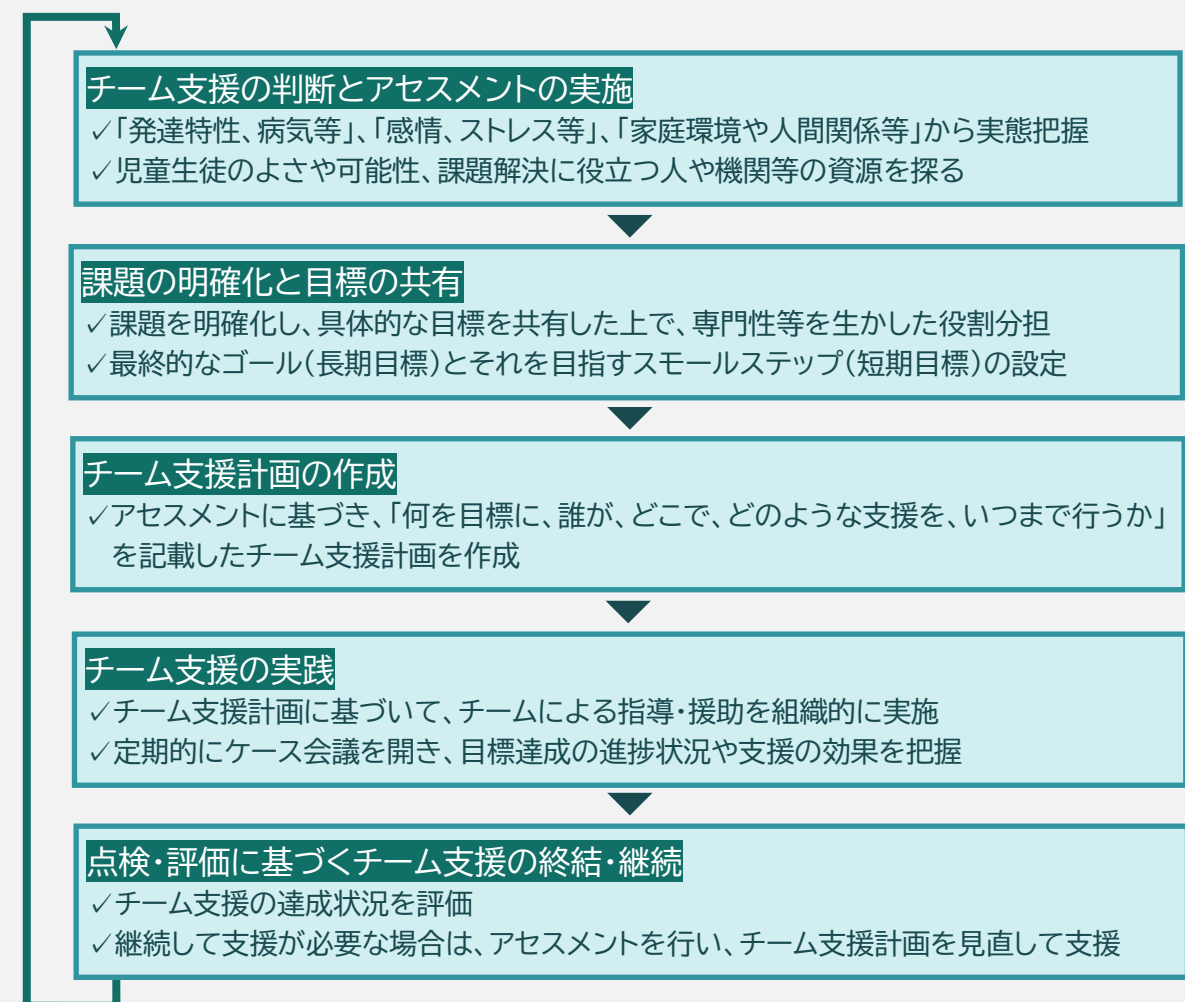 チーム支援の判断とアセスメントの実施
✓「発達特性、病気等」、「感情、ストレス等」、「家庭環境や人間関係等」から実態把握
✓児童生徒のよさや可能性、課題解決に役立つ人や機関等の資源を探る
課題の明確化と目標の共有
✓課題を明確化し、具体的な目標を共有した上で、専門性等を生かした役割分担
✓最終的なゴール(長期目標)とそれを目指すスモールステップ(短期目標)の設定
チーム支援計画の作成
✓アセスメントに基づき、「何を目標に、誰が、どこで、どのような支援を、いつまで行うか」
を記載したチーム支援計画を作成
チーム支援の実践
✓チーム支援計画に基づいて、チームによる指導・援助を組織的に実施
✓定期的にケース会議を開き、目標達成の進捗状況や支援の効果を把握
点検・評価に基づくチーム支援の終結・継続
✓チーム支援の達成状況を評価
✓継続して支援が必要な場合は、アセスメントを行い、チーム支援計画を見直して支援